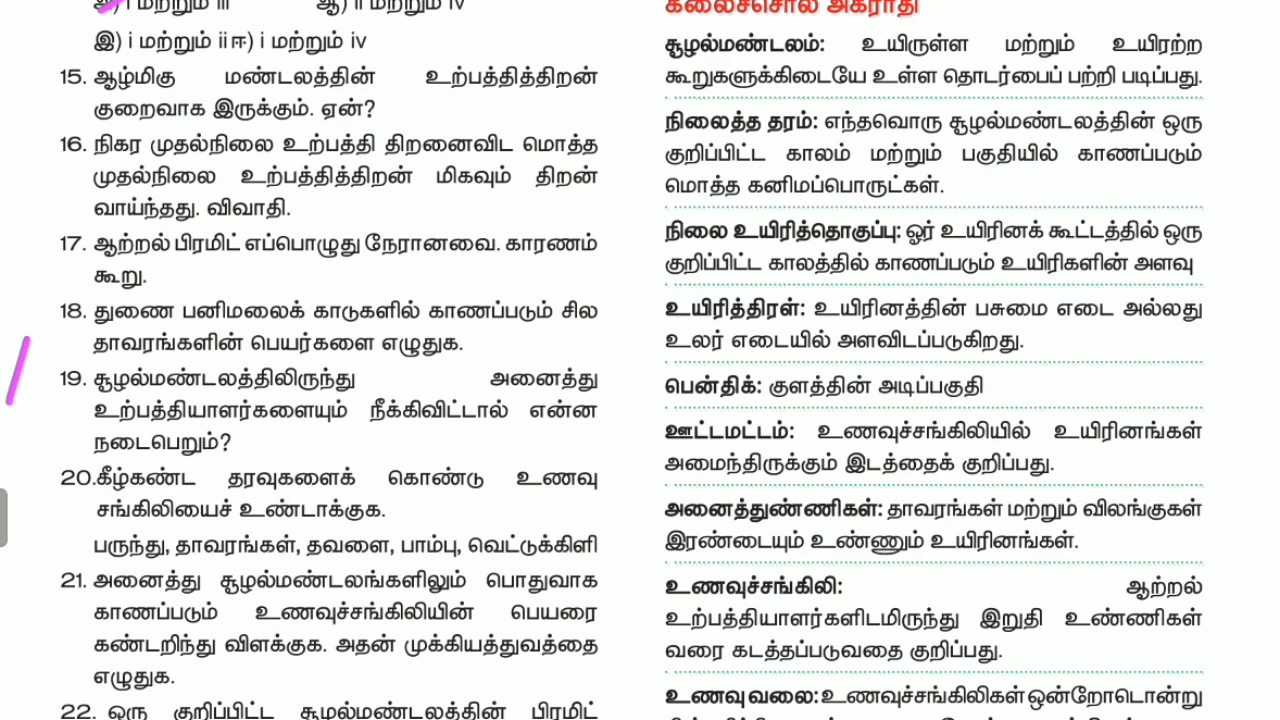 i மற்றும் iii ஆ) ii மற்றும் iv
இ) i மற்றும் ii ஈ) i மற்றும் iv
15. ஆழ்மிகு மண்டலத்தின் உற்பத்தித்திறன்
குறைவாக இருக்கும். ஏன்?
16. நிகர முதல்நிலை உற்பத்தி திறனைவிட மொத்த
முதல்நிலை உற்பத்தித்திறன் மிகவும் திறன்
வாய்ந்தது. விவாதி.
17. ஆற்றல் பிரமிட் எப்பொழுது நேரானவை. காரணம்
கூறு.
18. துணை பனிமலைக் காடுகளில் காணப்படும் சில
தாவரங்களின் பெயர்களை எழுதுக.
19. சூழல்மண்டலத்திலிருந்து அனைத்து
உற்பத்தியாளர்களையும் நீக்கிவிட்டால் என்ன
நடைபெறும்?
20.கீழ்கண்ட தரவுகளைக் கொண்டு உணவு
சங்கிலியைச் உண்டாக்குக.
பருந்து, தாவரங்கள், தவளை, பாம்பு, வெட்டுக்கிளி
21. அனைத்து சூழல்மண்டலங்களிலும் பொதுவாக
காணப்படும் உணவுச்சங்கிலியின் பெயரை
கண்டறிந்து விளக்குக. அதன் முக்கியத்துவத்தை
எழுதுக.
22. ஒரு குறிப்பிட்ட சூழல்மண்டலத்தின் பிரமிட்
கலைச்சொல் அகராதி
சூழல்மண்டலம்: உயிருள்ள மற்றும் உயிரற்ற
கூறுகளுக்கிடையே உள்ள தொடர்பைப் பற்றி படிப்பது.
நிலைத்த தரம்: எந்தவொரு சூழல்மண்டலத்தின் ஒரு
குறிப்பிட்ட காலம் மற்றும் பகுதியில் காணப்படும்
மொத்த கனிமப்பொருட்கள்.
நிலை உயிரித்தொகுப்பு: ஓர் உயிரினக் கூட்டத்தில் ஒரு
குறிப்பிட்ட காலத்தில் காணப்படும் உயிரிகளின் அளவு
உயிரித்திரள்: உயிரினத்தின் பசுமை எடை அல்லது
உலர் எடையில் அளவிடப்படுகிறது.
பென்திக்: குளத்தின் அடிப்பகுதி
ஊட்டமட்டம்: உணவுச்சங்கிலியில் உயிரினங்கள்
அமைந்திருக்கும் இடத்தைக் குறிப்பது.
அனைத்துண்ணிகள்: தாவரங்கள் மற்றும் விலங்குகள்
இரண்டையும் உண்ணும் உயிரினங்கள்.
உணவுச்சங்கிலி: ஆற்றல்
உற்பத்தியாளர்களிடமிருந்து இறுதி உண்ணிகள்
வரை கடத்தப்படுவதை குறிப்பது.
உணவு வலை: உணவுச்சங்கிலிகள் ஒன்றோடொன்று